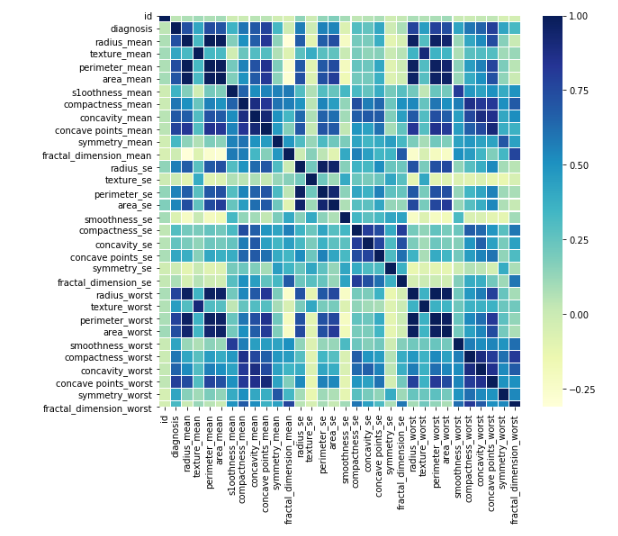 id
diagnosis
radius_mean
texture_mean
perimeter_mean
area_mean
s1oothness_mean
compactness_mean
concavity_mean
concave points_mean
symmetry_mean
fractal_dimension_mean
radius_se
texture_se
perimeter_se
area_se
smoothness_se
compactness_se
concavity_se
concave points_se
symmetry_se
fractal_dimension_se
radius_worst
texture_worst
perimeter_worst
area_worst
smoothness_worst
compactness_worst
concavity_worst
concave points_worst
symmetry_worst
fractal_dimension_worst
id
diagnosis
radius_mean
texture_mean
perimeter_mean
area_mean
s1oothness_mean
compactness_mean
concavity_mean
concave points_mean
symmetry_mean
fractal_dimension_mean
radius_se
texture_se
perimeter_se
area_se
smoothness_se
compactness_se
concavity_se
concave points_se
symmetry_se
fractal_dimension_se
radius_worst
texture_worst
perimeter_worst
area_worst
smoothness_worst
compactness_worst
concavity_worst
concave points_worst
symmetry_worst
fractal_dimension_worst
1.00
0.75
0.50
0.25
0.00
−0.25